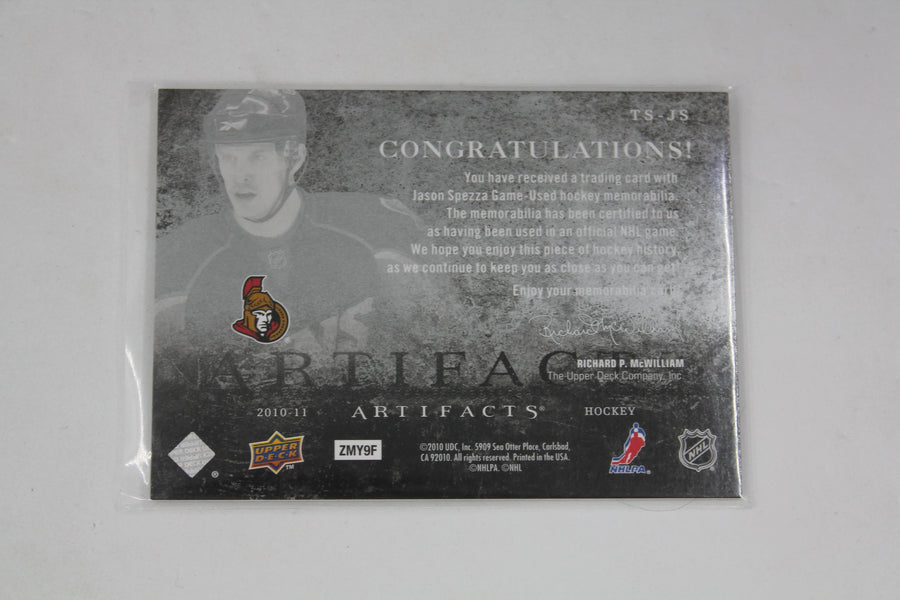 TS-JS
CONGRATULATIONS!
You have received a trading card with
Jason Spezza Game-Used hockey memorabilia.
The memorabilia has been certified to us
as having been used in an official NHL game.
We hope you enjoy this piece of hockey history,
as we continue to keep you as close as you can get!
Enjoy your memorabilia card!
Richard P. McWilliam
ARTIFACTS
RICHARD P. McWILLIAM
The Upper Deck Company, Inc.
2010-11 ARTIFACTS® HOCKEY
UPPER DECK™
ZMY9F
©2010 UDC, Inc. 5909 Sea Otter Place, Carlsbad,
CA 92010. All rights reserved. Printed in the USA.
©NHLPA. ©NHL
NHLPA
NHL